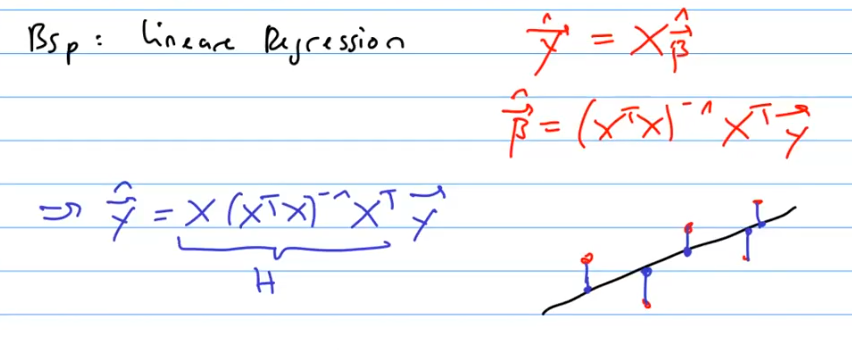 Bsp: Lineare Regression
$\hat{\vec{Y}} = X\hat{\vec{\beta}}$
$\hat{\vec{\beta}} = (X^T X)^{-1} X^T \vec{Y}$
$\Rightarrow \hat{\vec{Y}} = \underbrace{X (X^T X)^{-1} X^T}_{H} \vec{Y}$